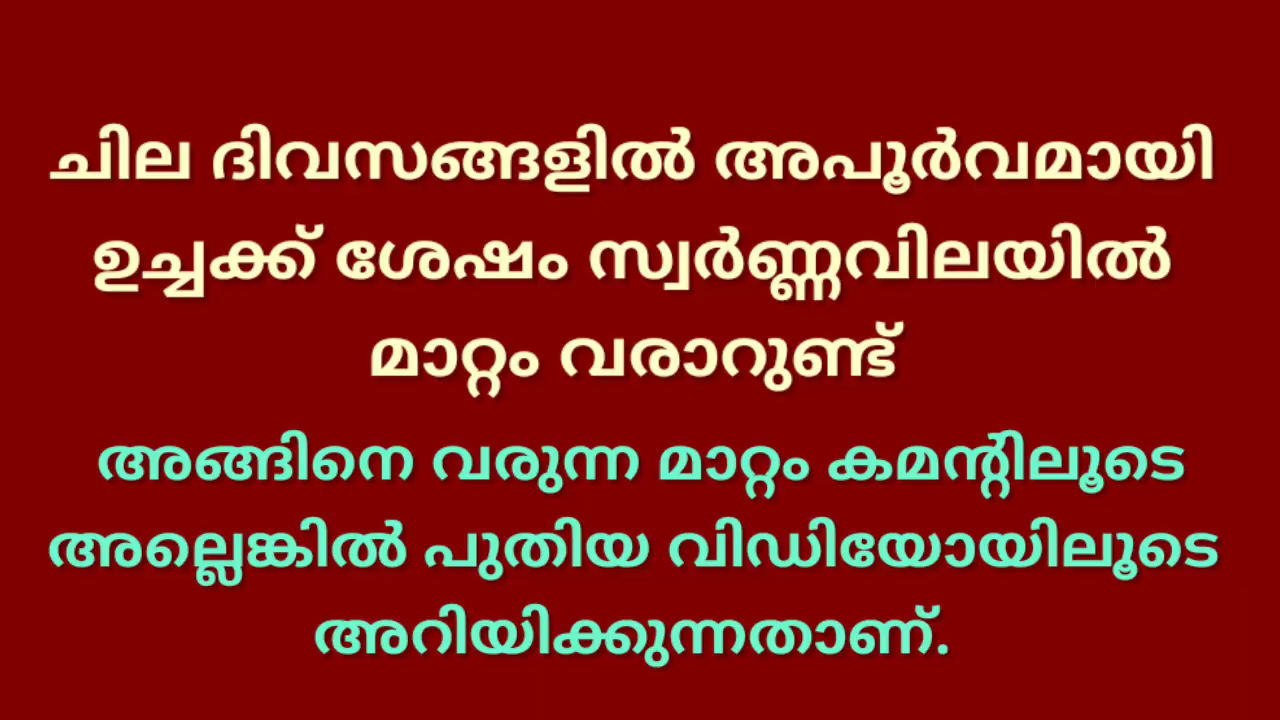 ചില ദിവസങ്ങളിൽ അപൂർവമായി
ഉച്ചക്ക് ശേഷം സ്വർണ്ണവിലയിൽ
മാറ്റം വരാറുണ്ട്
അങ്ങിനെ വരുന്ന മാറ്റം കമന്റിലൂടെ
അല്ലെങ്കിൽ പുതിയ വിഡിയോയിലൂടെ
അറിയിക്കുന്നതാണ്.